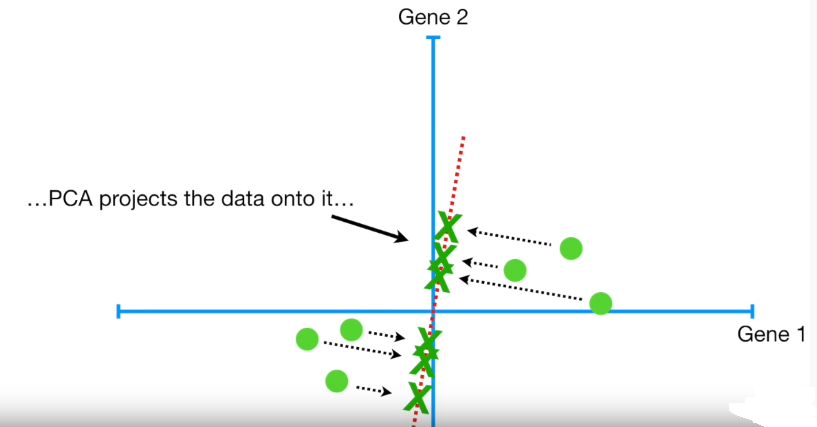 Gene 2
...PCA projects the data onto it...
Gene 1